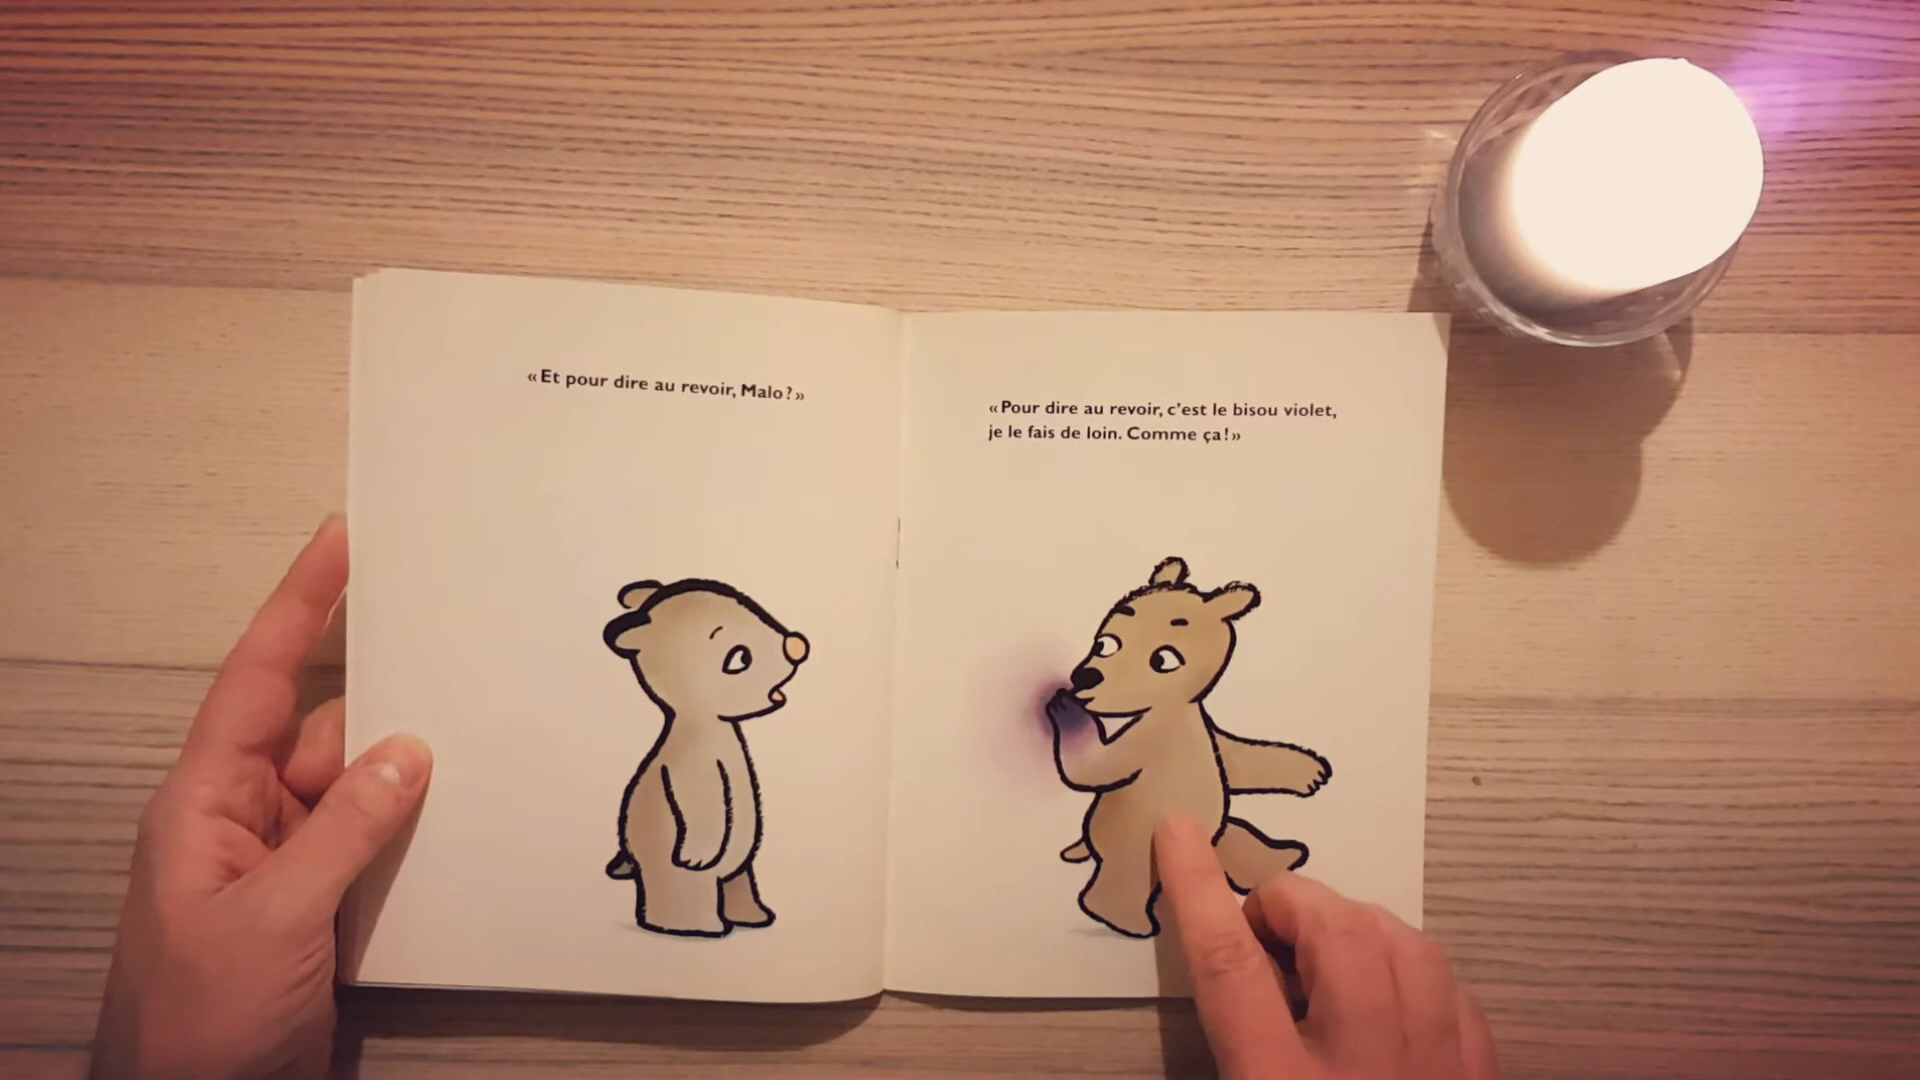 «Et pour dire au revoir, Malo?»
«Pour dire au revoir, c'est le bisou violet,
je le fais de loin. Comme ça!»